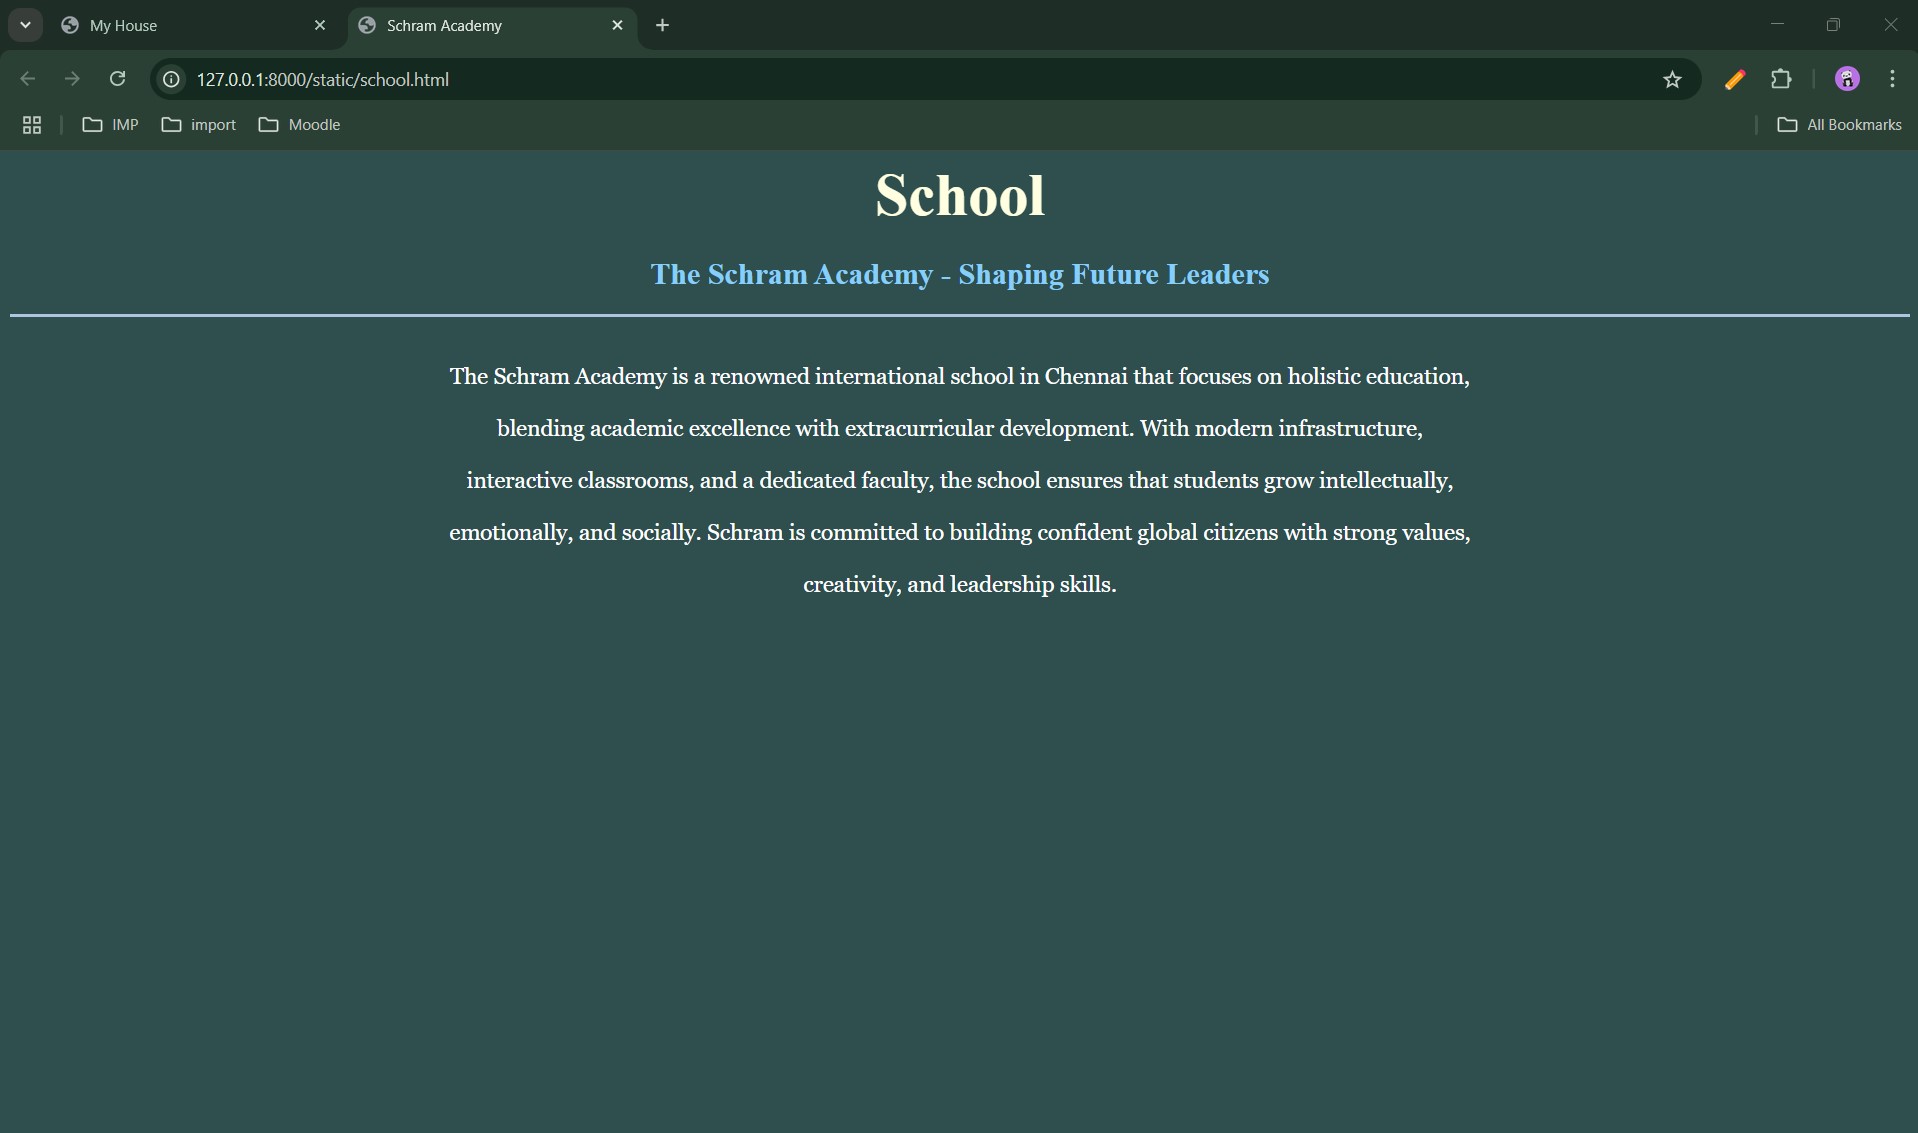 My House
Schram Academy
127.0.0.1:8000/static/school.html
IMP import Moodle All Bookmarks
School
The Schram Academy - Shaping Future Leaders
The Schram Academy is a renowned international school in Chennai that focuses on holistic education,
blending academic excellence with extracurricular development. With modern infrastructure,
interactive classrooms, and a dedicated faculty, the school ensures that students grow intellectually,
emotionally, and socially. Schram is committed to building confident global citizens with strong values,
creativity, and leadership skills.